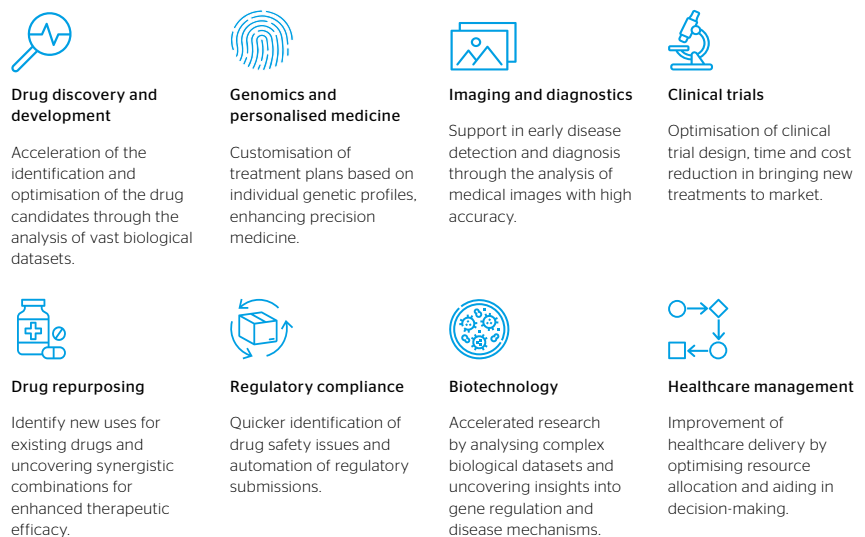 Drug discovery and
development
Acceleration of the
identification and
optimisation of the drug
candidates through the
analysis of vast biological
datasets.
Genomics and
personalised medicine
Customisation of
treatment plans based on
individual genetic profiles,
enhancing precision
medicine.
Imaging and diagnostics
Support in early disease
detection and diagnosis
through the analysis of
medical images with high
accuracy.
Clinical trials
Optimisation of clinical
trial design, time and cost
reduction in bringing new
treatments to market.
Drug repurposing
Identify new uses for
existing drugs and
uncovering synergistic
combinations for
enhanced therapeutic
efficacy.
Regulatory compliance
Quicker identification of
drug safety issues and
automation of regulatory
submissions.
Biotechnology
Accelerated research
by analysing complex
biological datasets and
uncovering insights into
gene regulation and
disease mechanisms.
Healthcare management
Improvement of
healthcare delivery by
optimising resource
allocation and aiding in
decision-making.